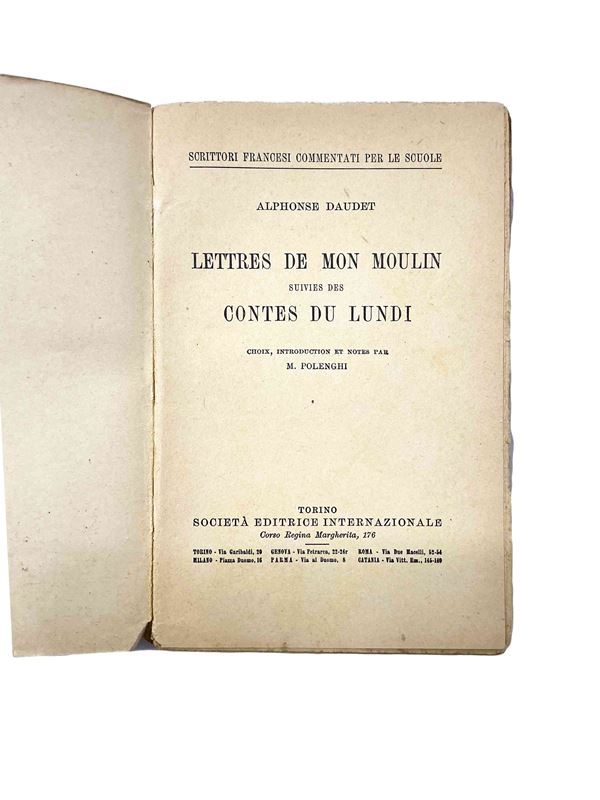 SCRITTORI FRANCESI COMMENTATI PER LE SCUOLE
ALPHONSE DAUDET
LETTRES DE MON MOULIN
SUIVIES DES
CONTES DU LUNDI
CHOIX, INTRODUCTION ET NOTES PAR
M. POLENGHI
TORINO
SOCIETÀ EDITRICE INTERNAZIONALE
Corso Regina Margherita, 176
TORINO - Via Garibaldi, 20 GENOVA - Via Petrarca, 22-24r ROMA - Via Due Macelli, 52-54
MILANO - Piazza Duomo, 16 PARMA - Via al Duomo, 8 CATANIA - Via Vitt. Em., 145-149